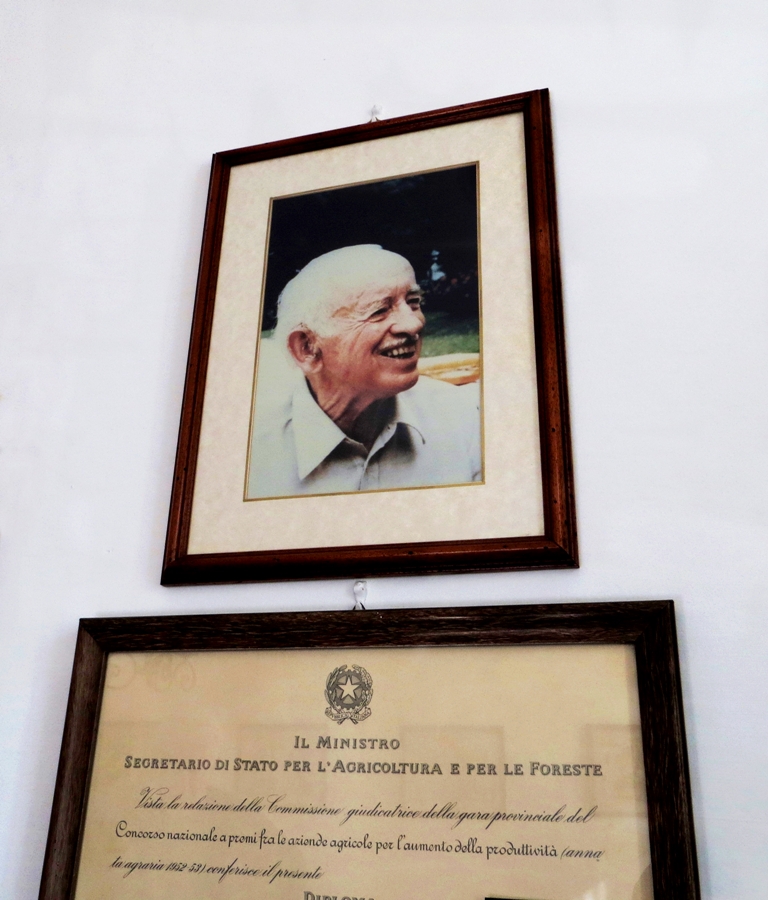 IL MINISTRO
SEGRETARIO DI STATO PER L'AGRICOLTURA E PER LE FORESTE
Vista la relazione della Commissione giudicatrice della gara provinciale del
Concorso nazionale a premi fra le aziende agricole per l'aumento della produttività (anna
ta agraria 1952-53) conferisce il presente
DIPLOMA